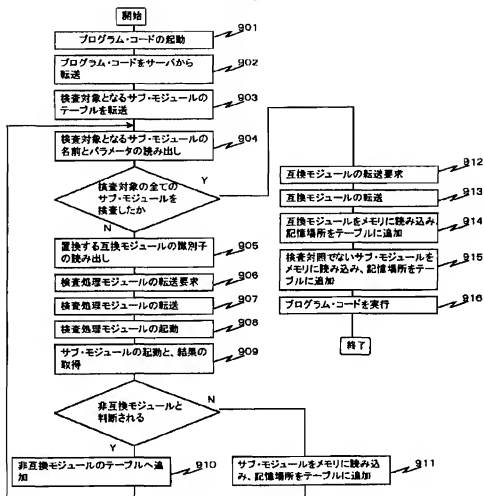 開始
プログラム・コードの起動
901
プログラム・コードをサーバから
転送
902
検査対象となるサブ・モジュールの
テーブルを転送
903
検査対象となるサブ・モジュールの
名前とパラメータの読み出し
904
検査対象の全ての
サブ・モジュールを
検査したか
Y
N
置換する互換モジュールの識別子
の読み出し
905
検査処理モジュールの転送要求
906
検査処理モジュールの転送
907
検査処理モジュールの起動
908
サブ・モジュールの起動と、結果の
取得
909
非互換モジュールと
判断される
N
Y
非互換モジュールのテーブルへ追
加
910
サブ・モジュールをメモリに読み込
み、記憶場所をテーブルに追加
911
互換モジュールの転送要求
912
互換モジュールの転送
913
互換モジュールをメモリに読み込
み、記憶場所をテーブルに追加
914
検査対照でないサブ・モジュールを
メモリに読み込み、記憶場所をテー
ブルに追加
915
プログラム・コードを実行
916
終了